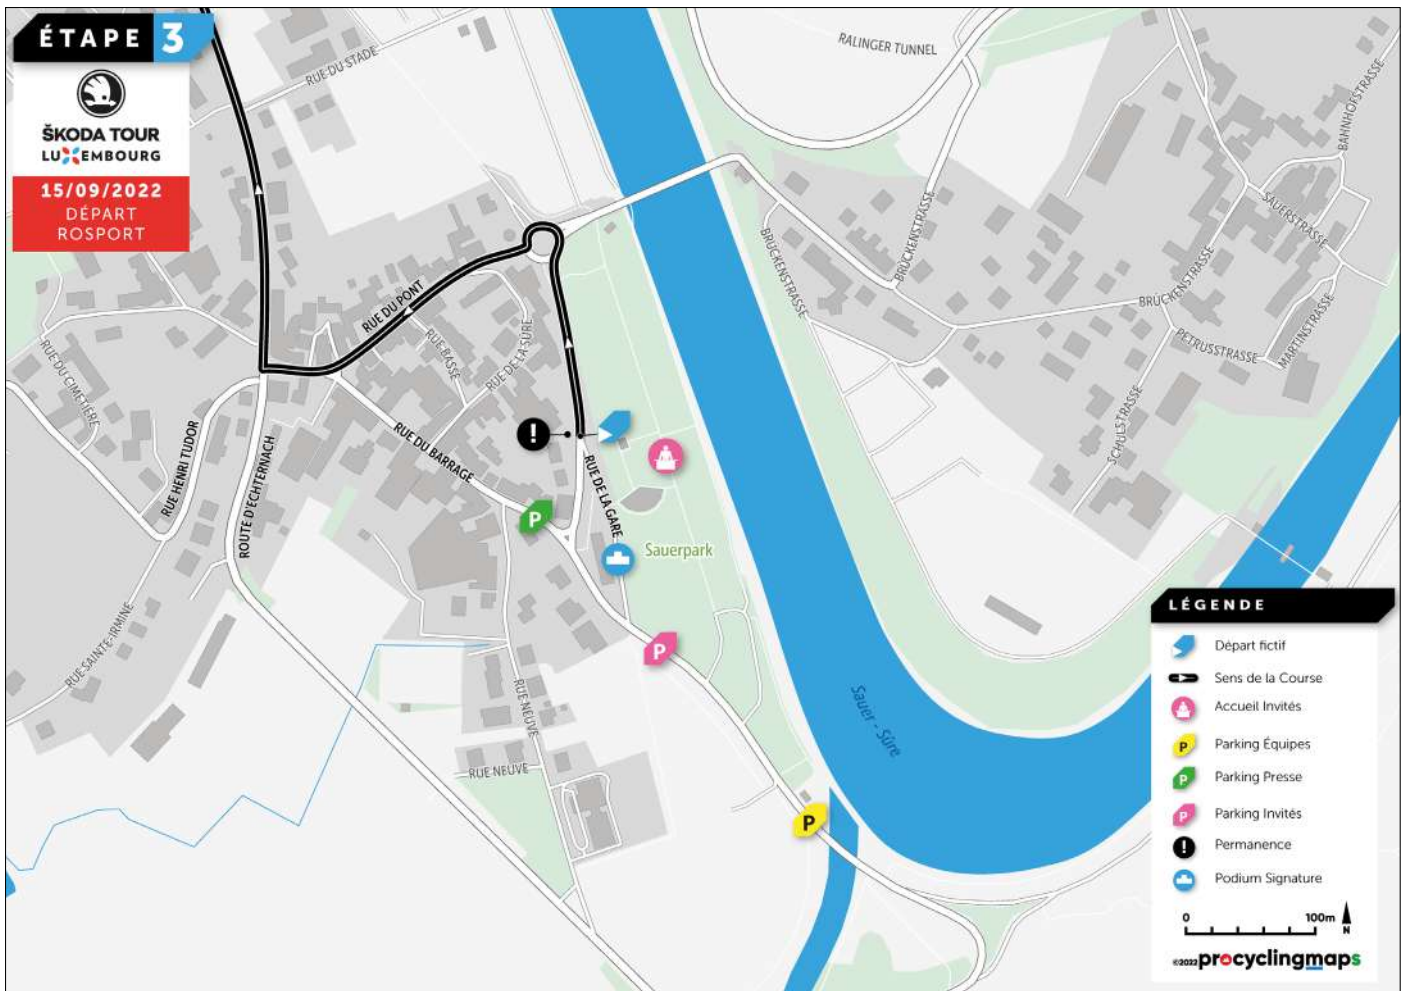 ÉTAPE 3
ŠKODA TOUR
LUXEMBOURG
15/09/2022
DÉPART
ROSPORT
RUE DU STADE
RALINGER TUNNEL
BAHNHOFSTRASSE
SAUERSTRASSE
BRÜCKENSTRASSE
BRÜCKENSTRASSE
BRÜCKENSTRASSE
MARTINSTRASSE
PETRUSSTRASSE
SCHULSTRASSE
RUE DU PONT
RUE BASSE
RUE DE LA SÛRE
RUE DU CIMETIÈRE
RUE HENRI TUDOR
ROUTE D'ECHTERNACH
RUE DU BARRAGE
!
RUE DE LA GARE
P
Sauerpark
P
RUE SAINTE-IRMINE
RUE NEUVE
RUE NEUVE
Sauer - Sûre
P
LÉGENDE
Départ fictif
Sens de la Course
Accueil Invités
P Parking Équipes
P Parking Presse
P Parking Invités
! Permanence
Podium Signature
0 100m
N
©2022 procyclingmaps